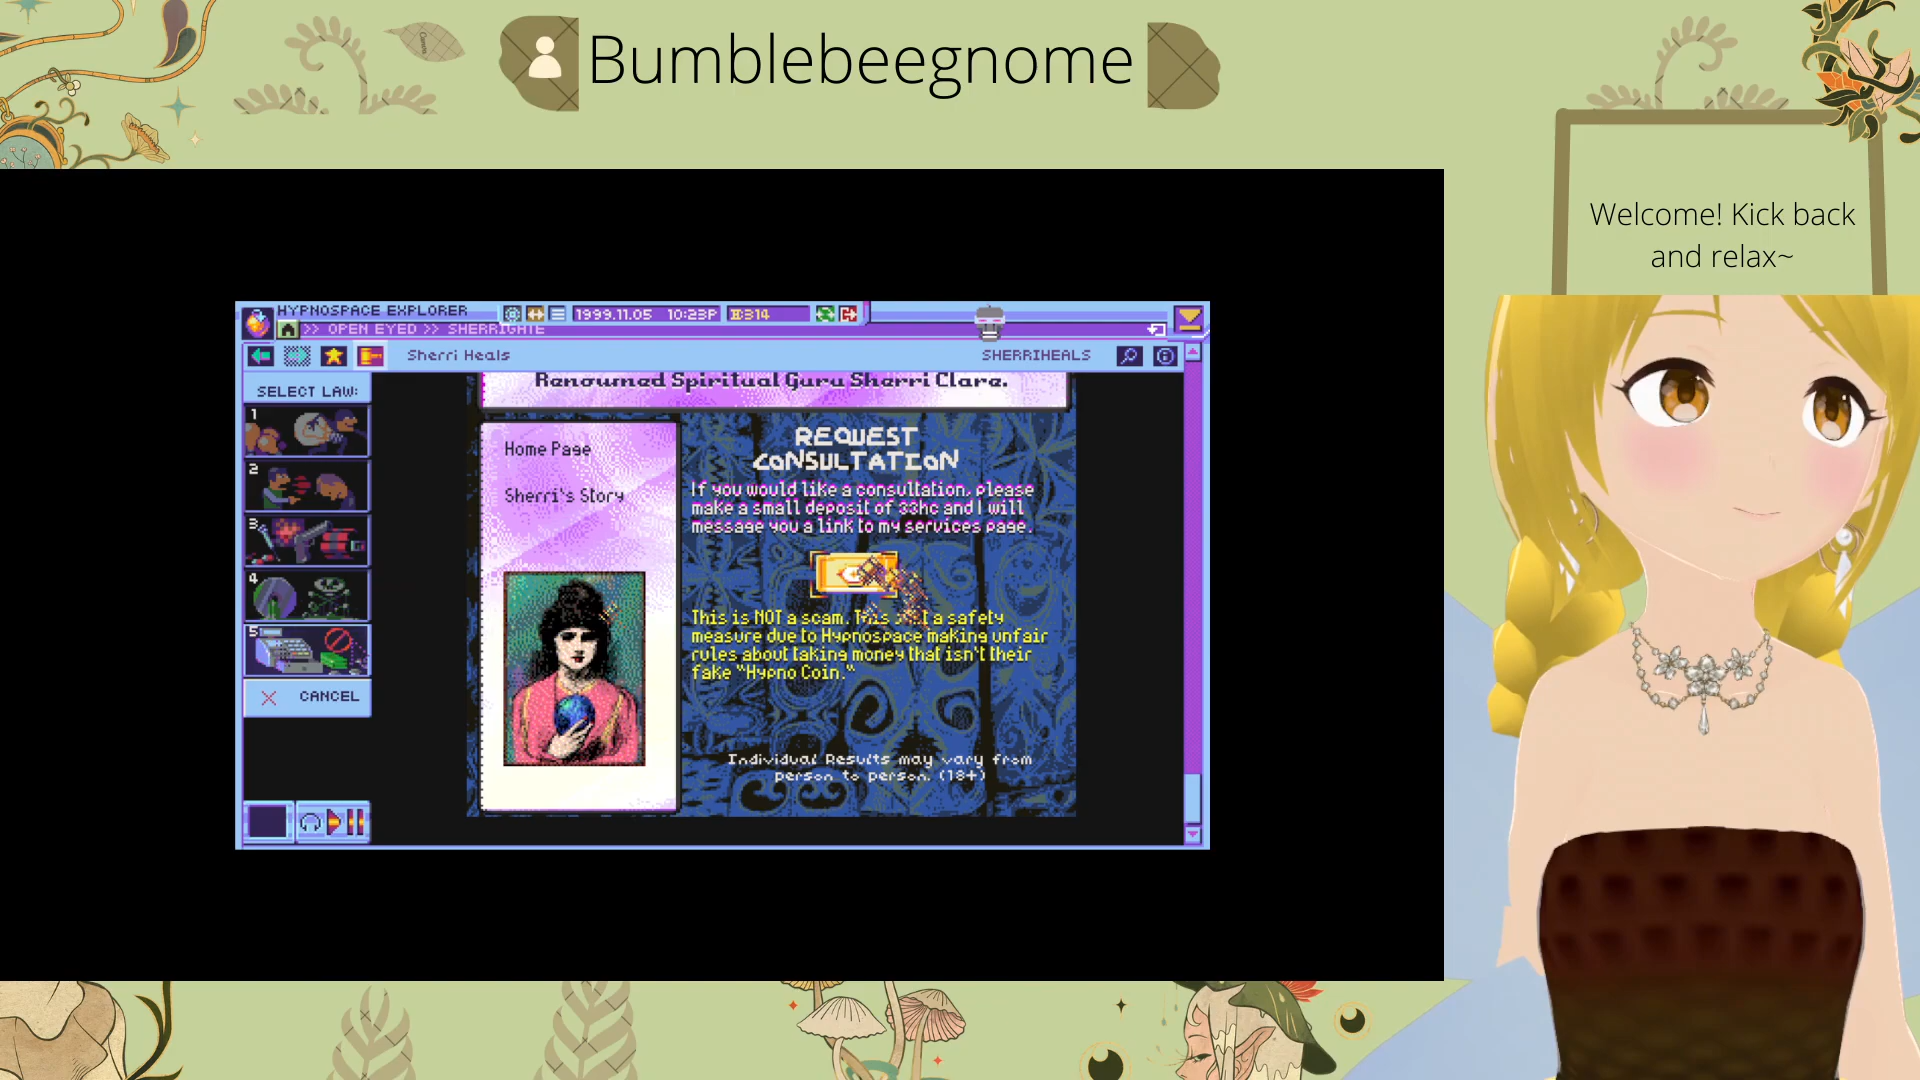 Bumblebeegnome
Welcome! Kick back
and relax~
HYPNOSPACE EXPLORER
1999.11.05 10:23P
314
>> OPEN EYED >> SHERRIGATE
Sherri Heals
SHERRIHEALS
SELECT LAW:
1
2
3
4
5
CANCEL
Renowned Spiritual Guru Sherri Clare.
Home Page
Sherri's Story
REQUEST
CONSULTATION
If you would like a consultation, please
make a small deposit of 33hc and I will
message you a link to my services page.
This is NOT a scam. This a safety
measure due to Hypnospace making unfair
rules about taking money that isn't their
fake "Hypno Coin."
Individual Results may vary from
person to person. (18+)